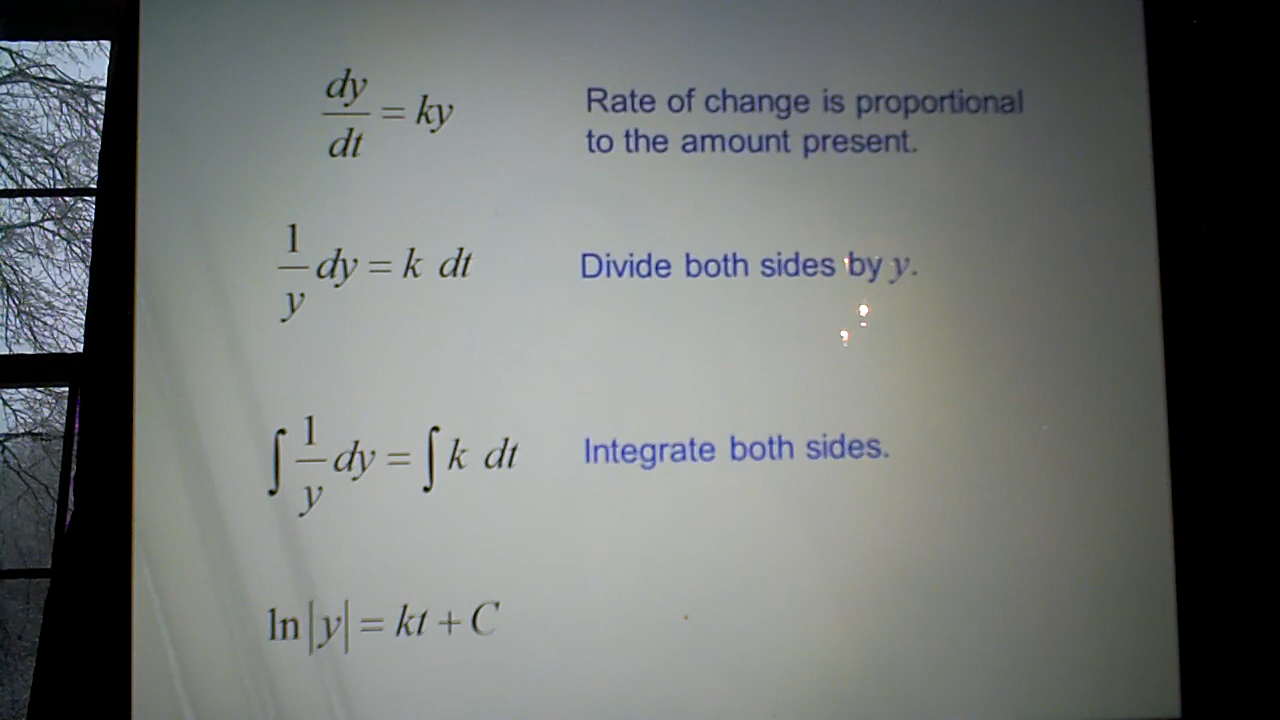 dy/dt = ky
Rate of change is proportional
to the amount present.
1/y dy = k dt
Divide both sides by y.
∫ 1/y dy = ∫ k dt
Integrate both sides.
ln|y| = kt + C